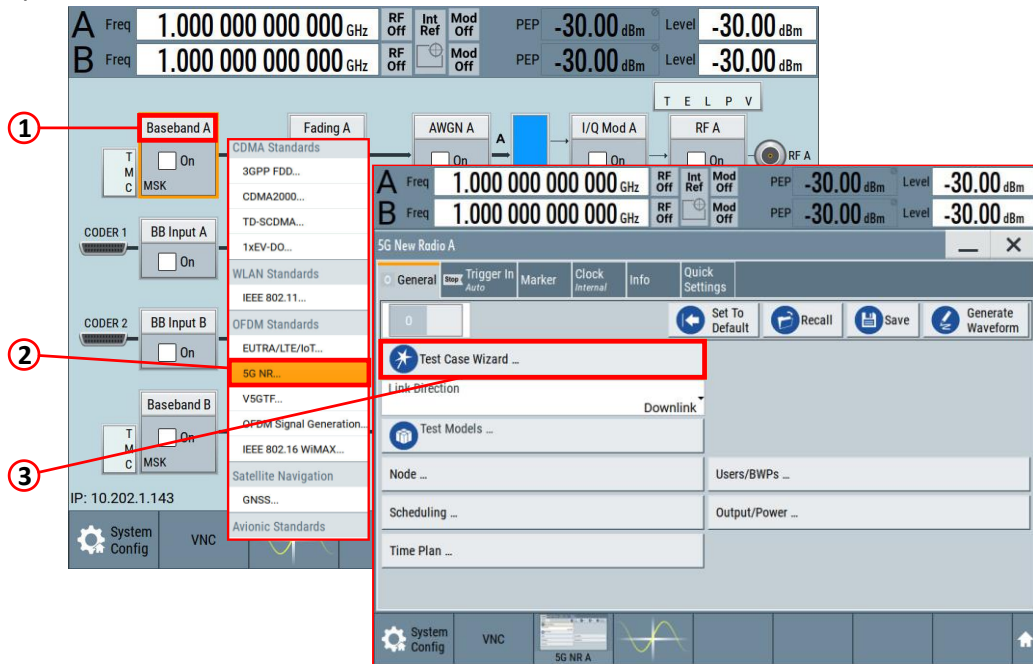 A Freq 1.000 000 000 000 GHz RF Off Int Ref Mod Off PEP -30.00 dBm Level -30.00 dBm
B Freq 1.000 000 000 000 GHz RF Off Mod Off PEP -30.00 dBm Level -30.00 dBm
T E L P V
1
Baseband A
Fading A
AWGN A
A
I/Q Mod A
RF A
T
M
C
On
MSK
On
On
On
RF A
CODER 1
BB Input A
On
CODER 2
BB Input B
On
2
Baseband B
T
M
C
On
MSK
3
IP: 10.202.1.143
System Config
VNC
CDMA Standards
3GPP FDD...
CDMA2000...
TD-SCDMA...
1xEV-DO...
WLAN Standards
IEEE 802.11...
OFDM Standards
EUTRA/LTE/IoT...
5G NR...
V5GTF...
OFDM Signal Generation...
IEEE 802.16 WiMAX...
Satellite Navigation
GNSS...
Avionic Standards
A Freq 1.000 000 000 000 GHz RF Off Int Ref Mod Off PEP -30.00 dBm Level -30.00 dBm
B Freq 1.000 000 000 000 GHz RF Off Mod Off PEP -30.00 dBm Level -30.00 dBm
5G New Radio A
General
Stop Trigger In Auto
Marker
Clock Internal
Info
Quick Settings
0
Set To Default
Recall
Save
Generate Waveform
Test Case Wizard ...
Link Direction
Downlink
Test Models ...
Node ...
Users/BWPs ...
Scheduling ...
Output/Power ...
Time Plan ...
System Config
VNC
5G NR A